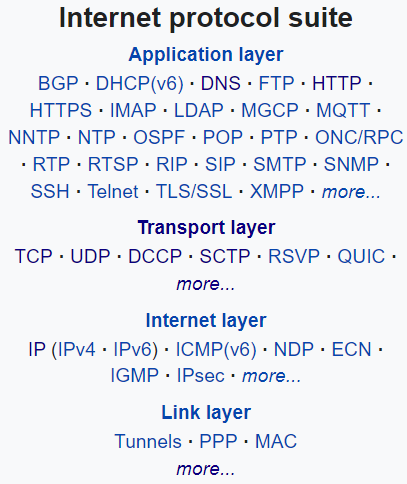 Internet protocol suite
Application layer
BGP · DHCP(v6) · DNS · FTP · HTTP ·
HTTPS · IMAP · LDAP · MGCP · MQTT ·
NNTP · NTP · OSPF · POP · PTP · ONC/RPC
· RTP · RTSP · RIP · SIP · SMTP · SNMP ·
SSH · Telnet · TLS/SSL · XMPP · more...
Transport layer
TCP · UDP · DCCP · SCTP · RSVP · QUIC ·
more...
Internet layer
IP (IPv4 · IPv6) · ICMP(v6) · NDP · ECN ·
IGMP · IPsec · more...
Link layer
Tunnels · PPP · MAC
more...